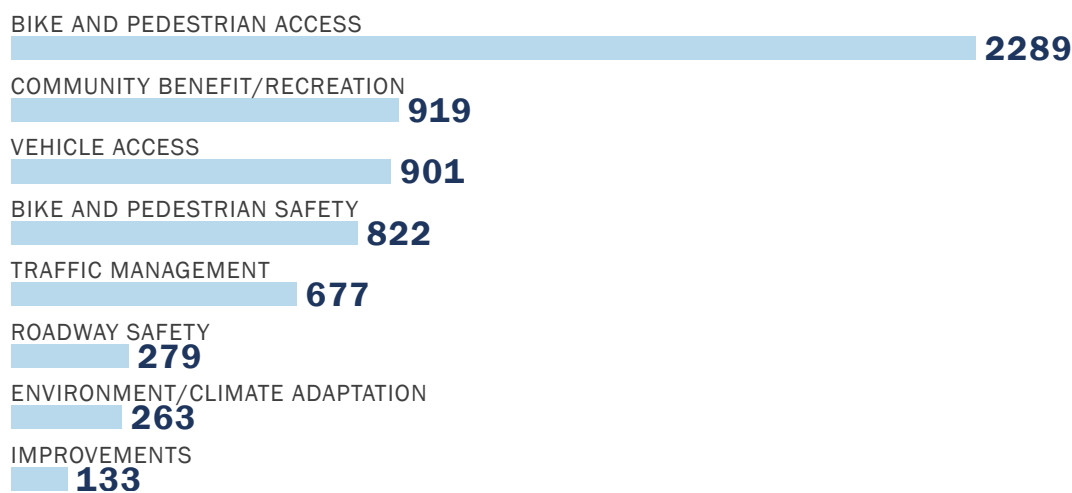 BIKE AND PEDESTRIAN ACCESS
2289
COMMUNITY BENEFIT/RECREATION
919
VEHICLE ACCESS
901
BIKE AND PEDESTRIAN SAFETY
822
TRAFFIC MANAGEMENT
677
ROADWAY SAFETY
279
ENVIRONMENT/CLIMATE ADAPTATION
263
IMPROVEMENTS
133